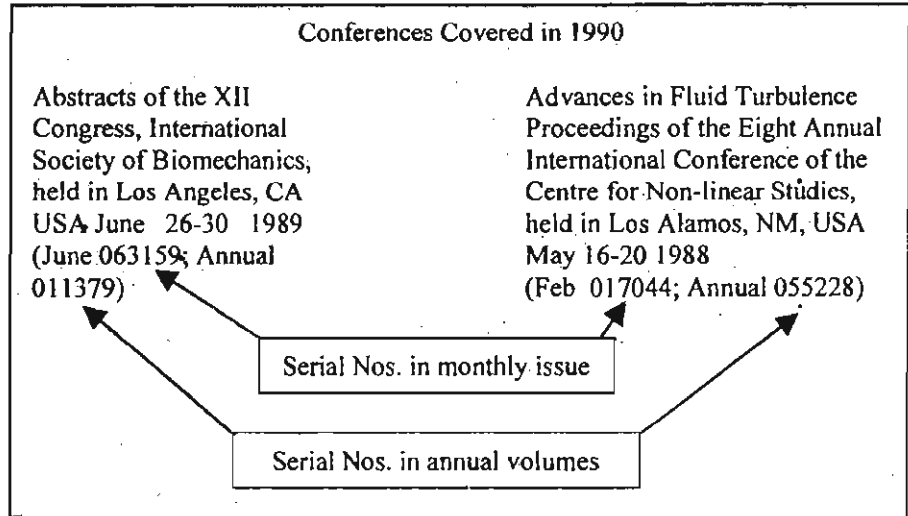 Conferences Covered in 1990
Abstracts of the XII
Congress, International
Society of Biomechanics,
held in Los Angeles, CA
USA June 26-30 1989
(June 063159; Annual
011379)
Advances in Fluid Turbulence
Proceedings of the Eight Annual
International Conference of the
Centre for Non-linear Studies,
held in Los Alamos, NM, USA
May 16-20 1988
(Feb 017044; Annual 055228)
Serial Nos. in monthly issue
Serial Nos. in annual volumes